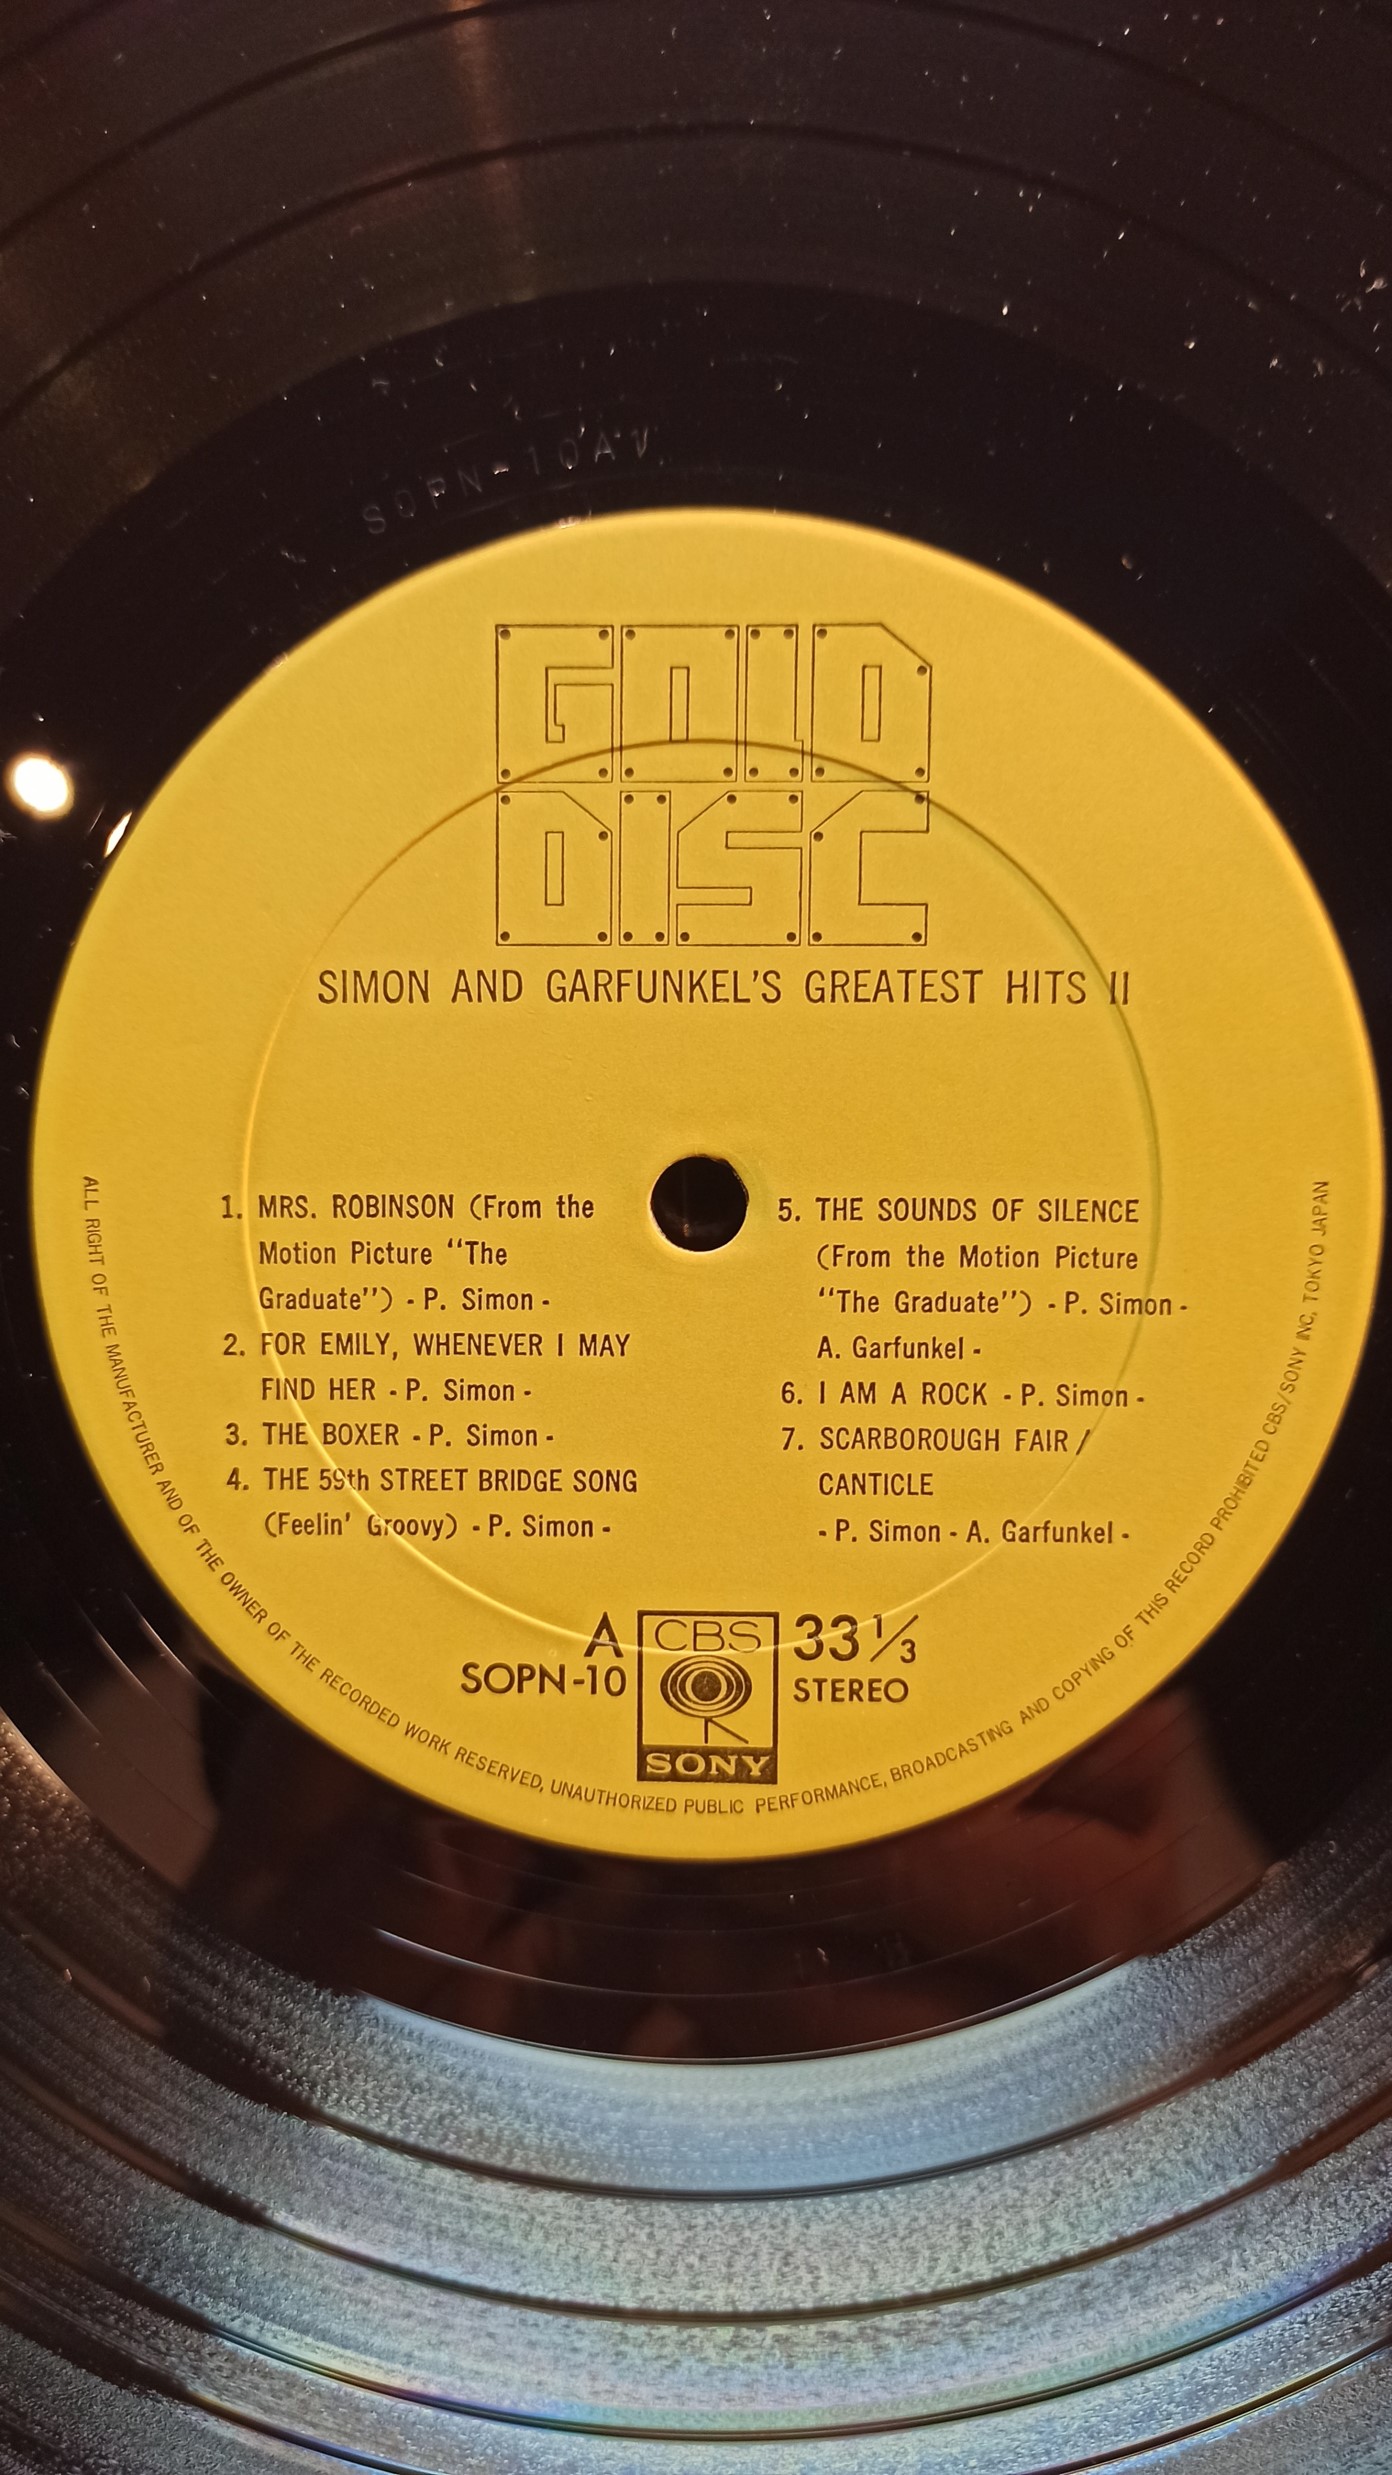 SOPN-10A1
GOLD
DISC
SIMON AND GARFUNKEL'S GREATEST HITS II
1. MRS. ROBINSON (From the
Motion Picture “The
Graduate”) - P. Simon -
2. FOR EMILY, WHENEVER I MAY
FIND HER - P. Simon -
3. THE BOXER - P. Simon -
4. THE 59th STREET BRIDGE SONG
(Feelin' Groovy) - P. Simon -
5. THE SOUNDS OF SILENCE
(From the Motion Picture
“The Graduate”) - P. Simon -
A. Garfunkel -
6. I AM A ROCK - P. Simon -
7. SCARBOROUGH FAIR /
CANTICLE
- P. Simon - A. Garfunkel -
A
SOPN-10
CBS
SONY
33 1/3
STEREO
ALL RIGHT OF THE MANUFACTURER AND OF THE OWNER OF THE RECORDED WORK RESERVED, UNAUTHORIZED PUBLIC PERFORMANCE, BROADCASTING AND COPYING OF THIS RECORD PROHIBITED CBS/SONY INC, TOKYO JAPAN